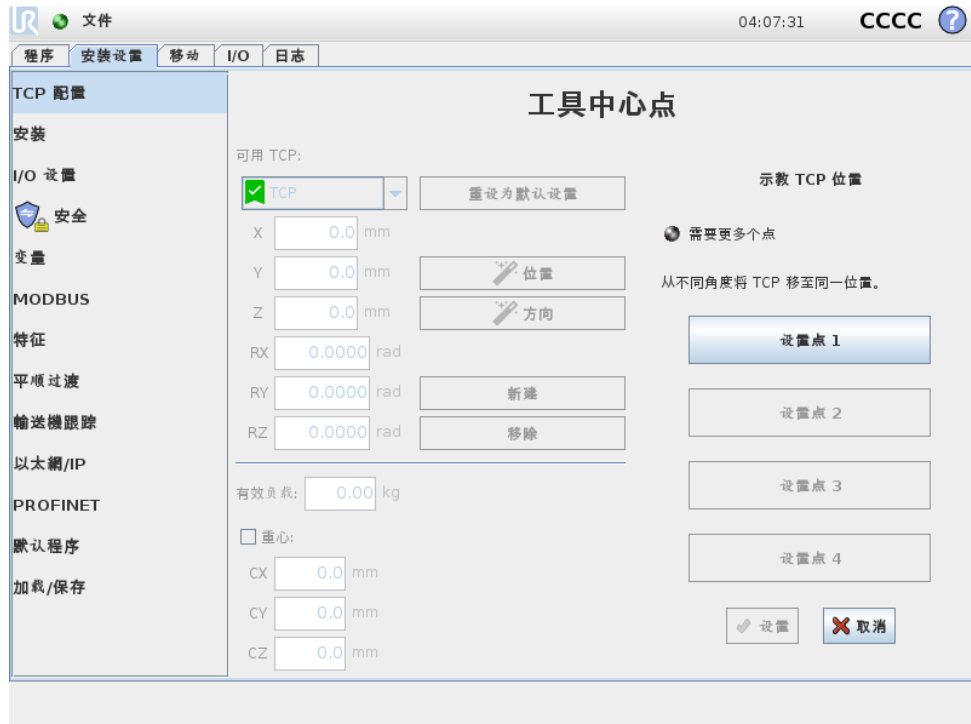 UR 文件 04:07:31 CCCC ?
程序 安装设置 移动 I/O 日志
TCP 配置
安装
I/O 设置
安全
变量
MODBUS
特征
平顺过渡
輸送機跟踪
以太網/IP
PROFINET
默认程序
加载/保存
工具中心点
可用 TCP:
TCP 重设为默认设置
X 0.0 mm
Y 0.0 mm 位置
Z 0.0 mm 方向
RX 0.0000 rad
RY 0.0000 rad 新建
RZ 0.0000 rad 移除
有效负载: 0.00 kg
重心:
CX 0.0 mm
CY 0.0 mm
CZ 0.0 mm
示教 TCP 位置
需要更多个点
从不同角度将 TCP 移至同一位置。
设置点 1
设置点 2
设置点 3
设置点 4
设置 取消